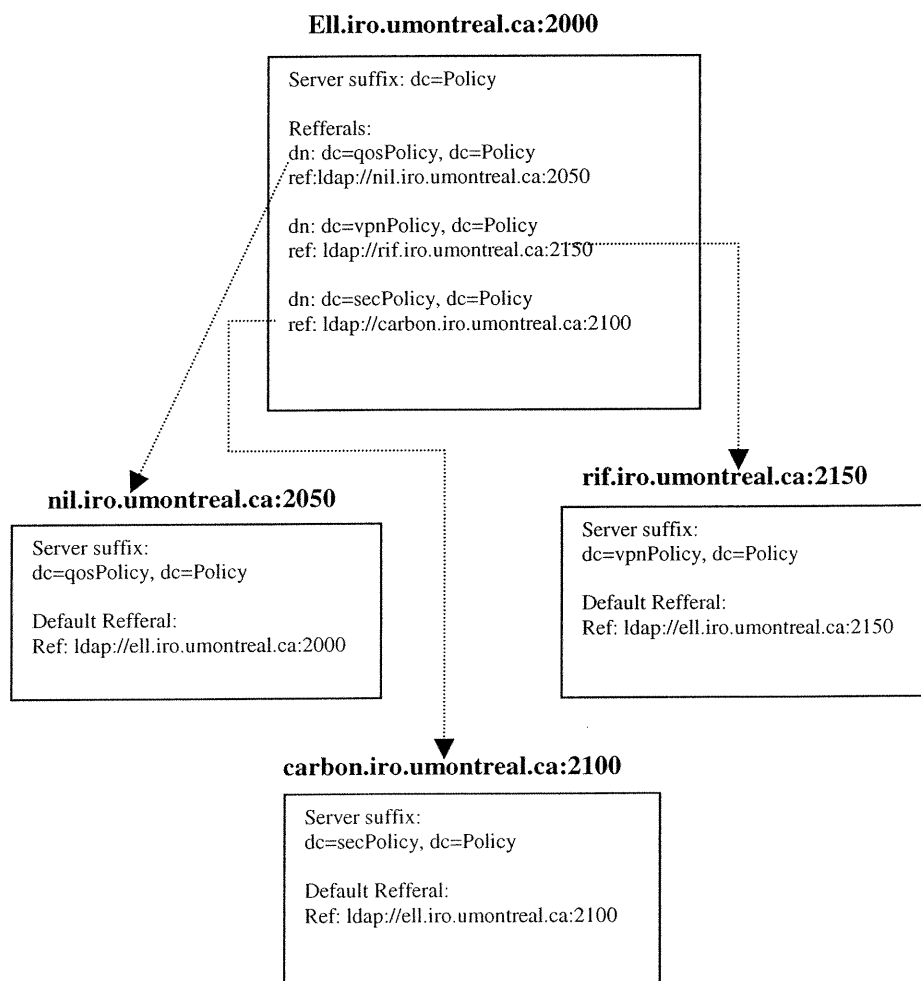 Ell.iro.umontreal.ca:2000
Server suffix: dc=Policy
Refferals:
dn: dc=qosPolicy, dc=Policy
ref:ldap://nil.iro.umontreal.ca:2050
dn: dc=vpnPolicy, dc=Policy
ref: ldap://rif.iro.umontreal.ca:2150
dn: dc=secPolicy, dc=Policy
ref: ldap://carbon.iro.umontreal.ca:2100
nil.iro.umontreal.ca:2050
Server suffix:
dc=qosPolicy, dc=Policy
Default Refferal:
Ref: ldap://ell.iro.umontreal.ca:2000
rif.iro.umontreal.ca:2150
Server suffix:
dc=vpnPolicy, dc=Policy
Default Refferal:
Ref: ldap://ell.iro.umontreal.ca:2150
carbon.iro.umontreal.ca:2100
Server suffix:
dc=secPolicy, dc=Policy
Default Refferal:
Ref: ldap://ell.iro.umontreal.ca:2100